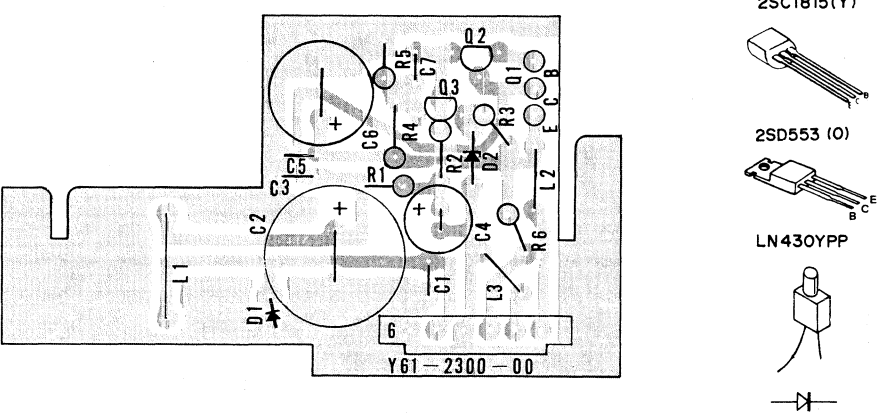 2SC1815(Y)
Q2
R5
C7
Q1
B
Q3
C
E
C B
E
C6
R4
R3
2SD553 (O)
C5
R1
R2
D2
C3
L2
E
B C
C2
C4
R6
LN430YPP
L1
C1
L3
D1
6
Y61-2300-00